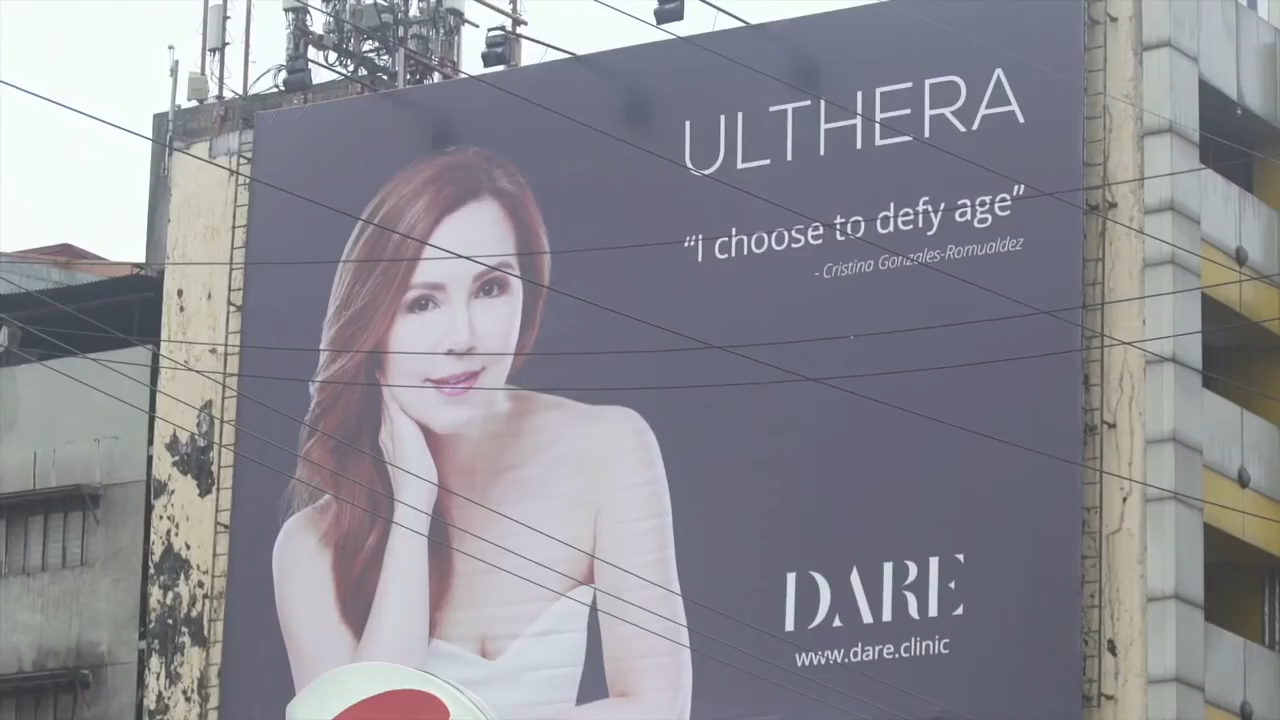 ULTHERA
“i choose to defy age”
- Cristina Gonzales-Romualdez
DARE
www.dare.clinic